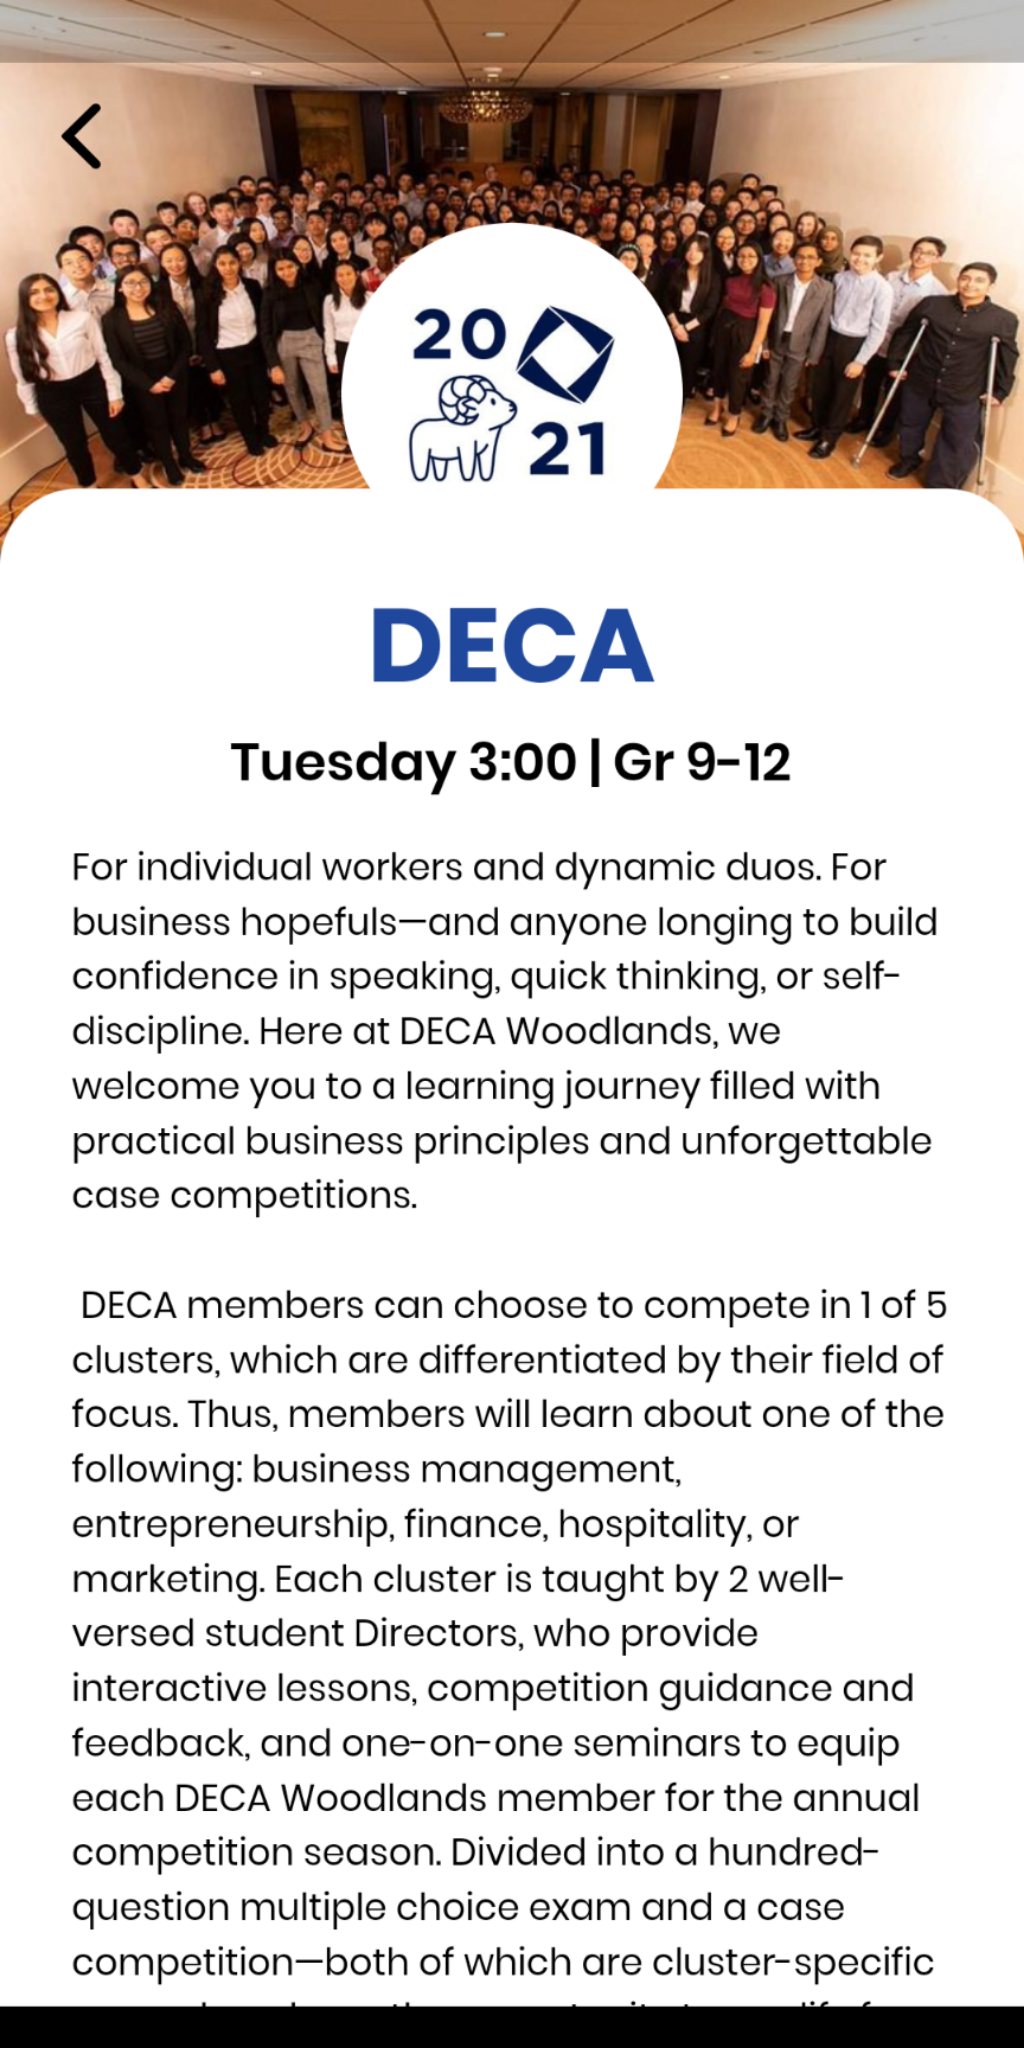 20
21
DECA
Tuesday 3:00 | Gr 9-12
For individual workers and dynamic duos. For
business hopefuls—and anyone longing to build
confidence in speaking, quick thinking, or self-
discipline. Here at DECA Woodlands, we
welcome you to a learning journey filled with
practical business principles and unforgettable
case competitions.
DECA members can choose to compete in 1 of 5
clusters, which are differentiated by their field of
focus. Thus, members will learn about one of the
following: business management,
entrepreneurship, finance, hospitality, or
marketing. Each cluster is taught by 2 well-
versed student Directors, who provide
interactive lessons, competition guidance and
feedback, and one-on-one seminars to equip
each DECA Woodlands member for the annual
competition season. Divided into a hundred-
question multiple choice exam and a case
competition—both of which are cluster-specific